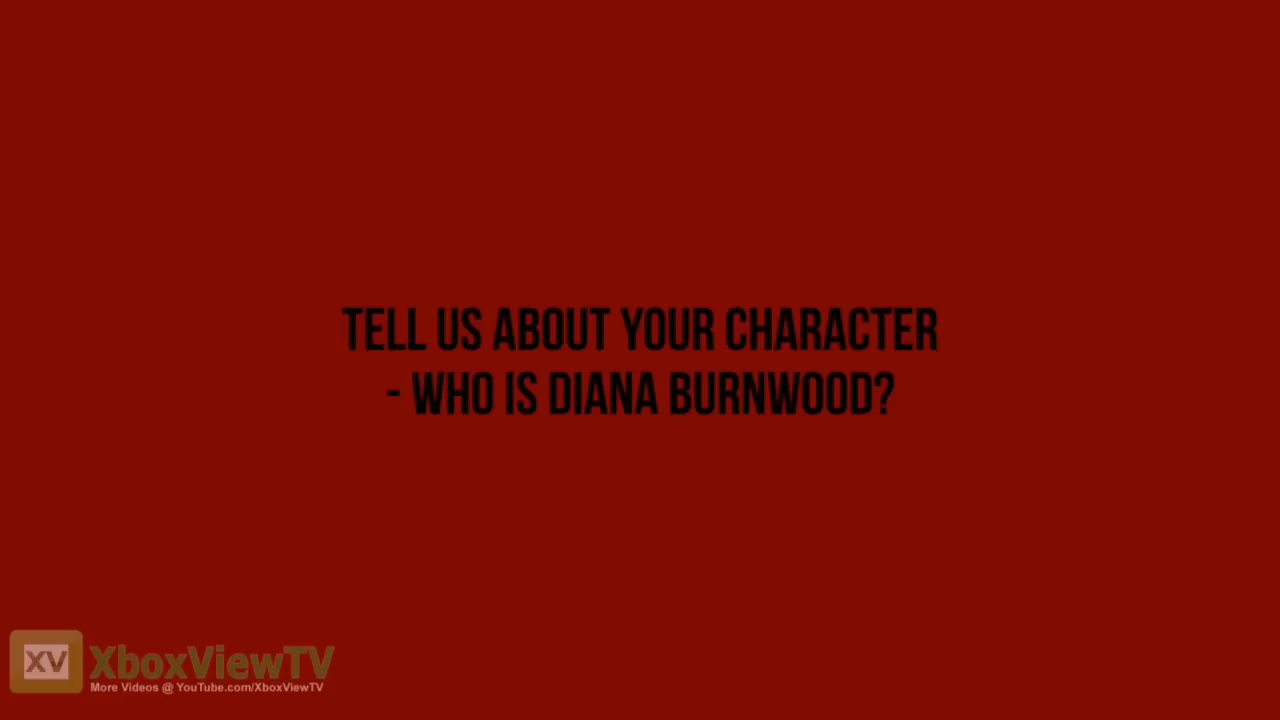 TELL US ABOUT YOUR CHARACTER
- WHO IS DIANA BURNWOOD?
XV XboxViewTV
More Videos @ YouTube.com/XboxViewTV